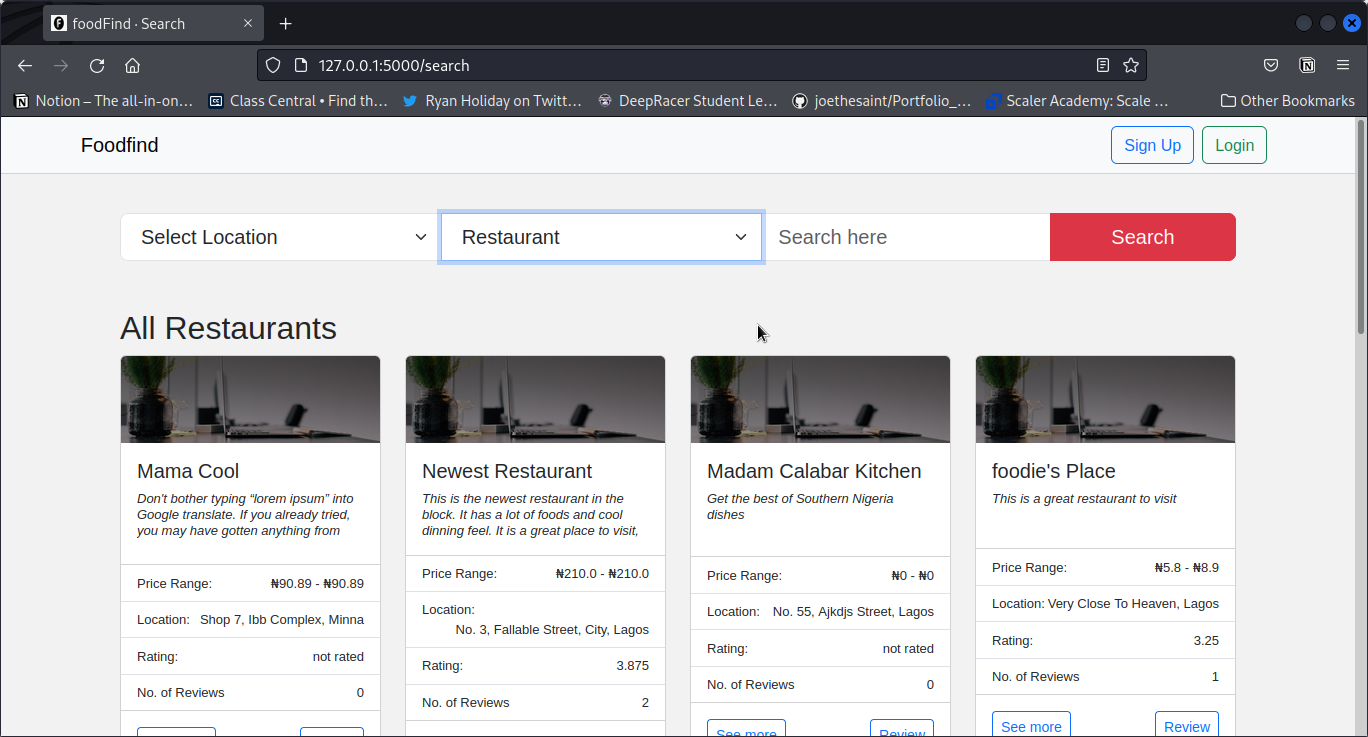 foodFind · Search
127.0.0.1:5000/search
Notion – The all-in-on…
Class Central • Find th…
Ryan Holiday on Twitt…
DeepRacer Student Le…
joethesaint/Portfolio_…
Scaler Academy: Scale …
Other Bookmarks
Foodfind
Sign Up
Login
Select Location
Restaurant
Search here
Search
All Restaurants
Mama Cool
Don't bother typing “lorem ipsum” into
Google translate. If you already tried,
you may have gotten anything from
Price Range: ₦90.89 - ₦90.89
Location: Shop 7, Ibb Complex, Minna
Rating: not rated
No. of Reviews 0
Newest Restaurant
This is the newest restaurant in the
block. It has a lot of foods and cool
dinning feel. It is a great place to visit,
Price Range: ₦210.0 - ₦210.0
Location:
No. 3, Fallable Street, City, Lagos
Rating: 3.875
No. of Reviews 2
Madam Calabar Kitchen
Get the best of Southern Nigeria
dishes
Price Range: ₦0 - ₦0
Location: No. 55, Ajkdjs Street, Lagos
Rating: not rated
No. of Reviews 0
See more Review
foodie's Place
This is a great restaurant to visit
Price Range: ₦5.8 - ₦8.9
Location: Very Close To Heaven, Lagos
Rating: 3.25
No. of Reviews 1
See more Review